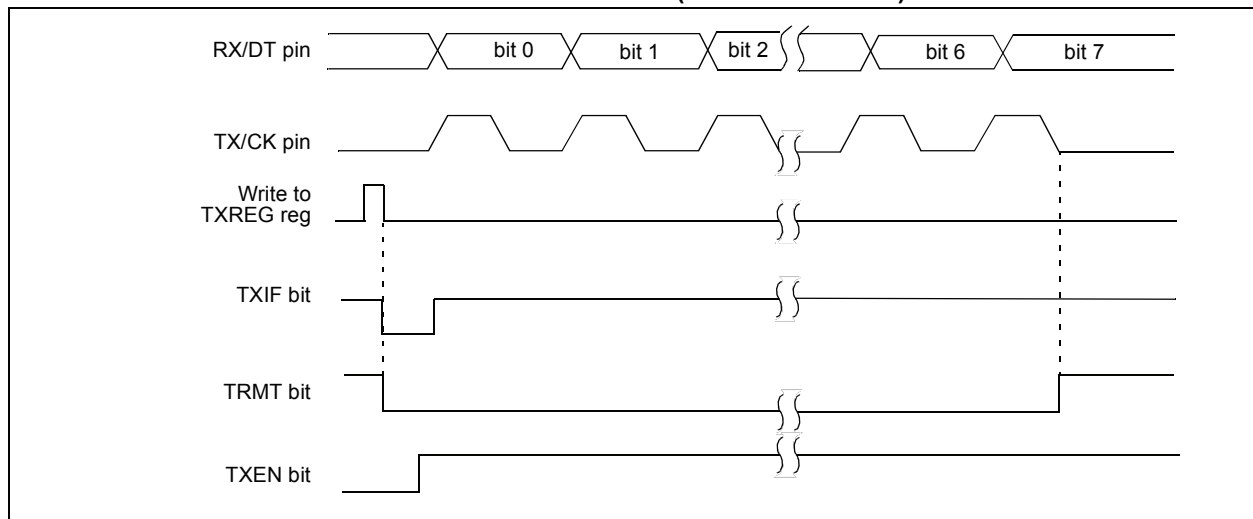 RX/DT pin
bit 0
bit 1
bit 2
bit 6
bit 7
TX/CK pin
Write to
TXREG reg
TXIF bit
TRMT bit
TXEN bit